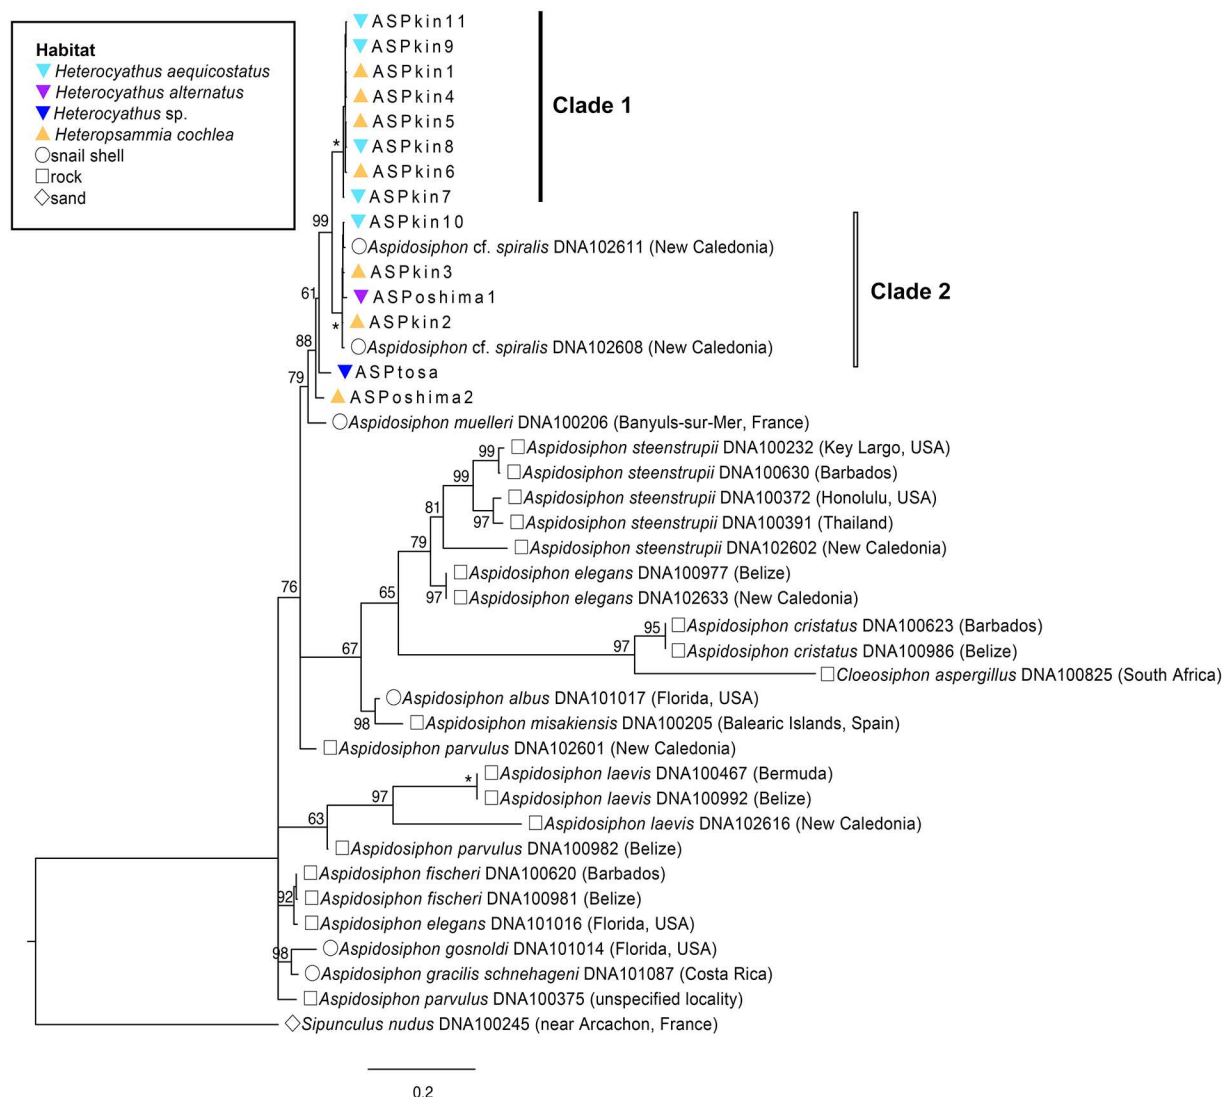 Habitat
Heterocyathus aequicostatus
Heterocyathus alternatus
Heterocyathus sp.
Heteropsammia cochlea
snail shell
rock
sand
ASPkin11
ASPkin9
ASPkin1
ASPkin4
Clade 1
ASPkin5
*
ASPkin8
ASPkin6
ASPkin7
99
ASPkin10
Aspidosiphon cf. spiralis DNA102611 (New Caledonia)
ASPkin3
61
ASPoshima1
Clade 2
*
ASPkin2
88
Aspidosiphon cf. spiralis DNA102608 (New Caledonia)
79
ASPtosa
ASPoshima2
Aspidosiphon muelleri DNA100206 (Banyuls-sur-Mer, France)
99
Aspidosiphon steenstrupii DNA100232 (Key Largo, USA)
99
Aspidosiphon steenstrupii DNA100630 (Barbados)
Aspidosiphon steenstrupii DNA100372 (Honolulu, USA)
81
97
Aspidosiphon steenstrupii DNA100391 (Thailand)
79
Aspidosiphon steenstrupii DNA102602 (New Caledonia)
Aspidosiphon elegans DNA100977 (Belize)
76
65
97
Aspidosiphon elegans DNA102633 (New Caledonia)
95
Aspidosiphon cristatus DNA100623 (Barbados)
67
97
Aspidosiphon cristatus DNA100986 (Belize)
Cloeosiphon aspergillus DNA100825 (South Africa)
Aspidosiphon albus DNA101017 (Florida, USA)
98
Aspidosiphon misakiensis DNA100205 (Balearic Islands, Spain)
Aspidosiphon parvulus DNA102601 (New Caledonia)
*
Aspidosiphon laevis DNA100467 (Bermuda)
97
Aspidosiphon laevis DNA100992 (Belize)
63
Aspidosiphon laevis DNA102616 (New Caledonia)
Aspidosiphon parvulus DNA100982 (Belize)
Aspidosiphon fischeri DNA100620 (Barbados)
92
Aspidosiphon fischeri DNA100981 (Belize)
Aspidosiphon elegans DNA101016 (Florida, USA)
98
Aspidosiphon gosnoldi DNA101014 (Florida, USA)
Aspidosiphon gracilis schnehageni DNA101087 (Costa Rica)
Aspidosiphon parvulus DNA100375 (unspecified locality)
Sipunculus nudus DNA100245 (near Arcachon, France)
0.2